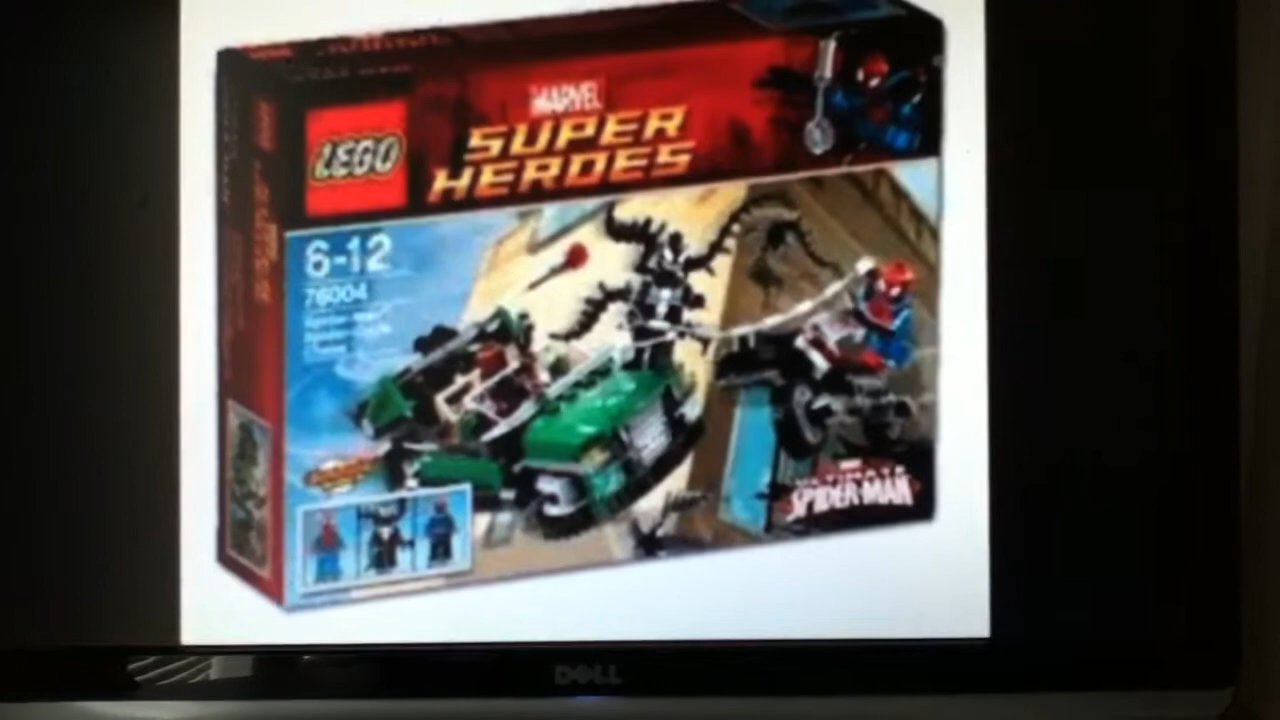 MARVEL
SUPER
HEROES
LEGO
6-12
76004
ULTIMATE
SPIDER-MAN
DELL